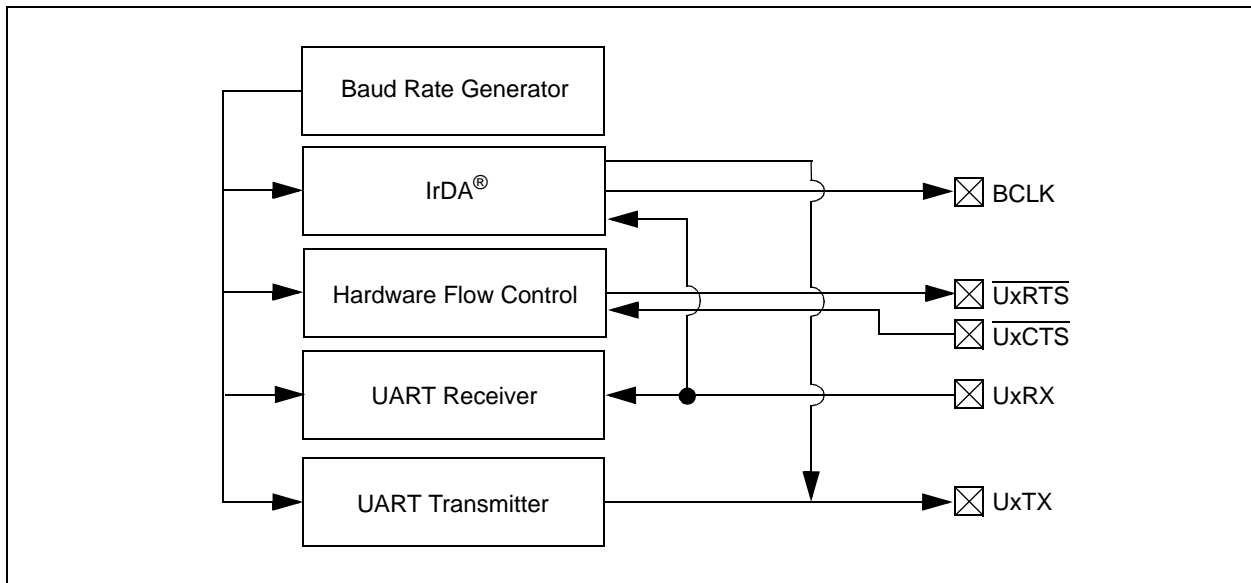 Baud Rate Generator
IrDA®
BCLK
Hardware Flow Control
UxRTS
UxCTS
UART Receiver
UxRX
UART Transmitter
UxTX